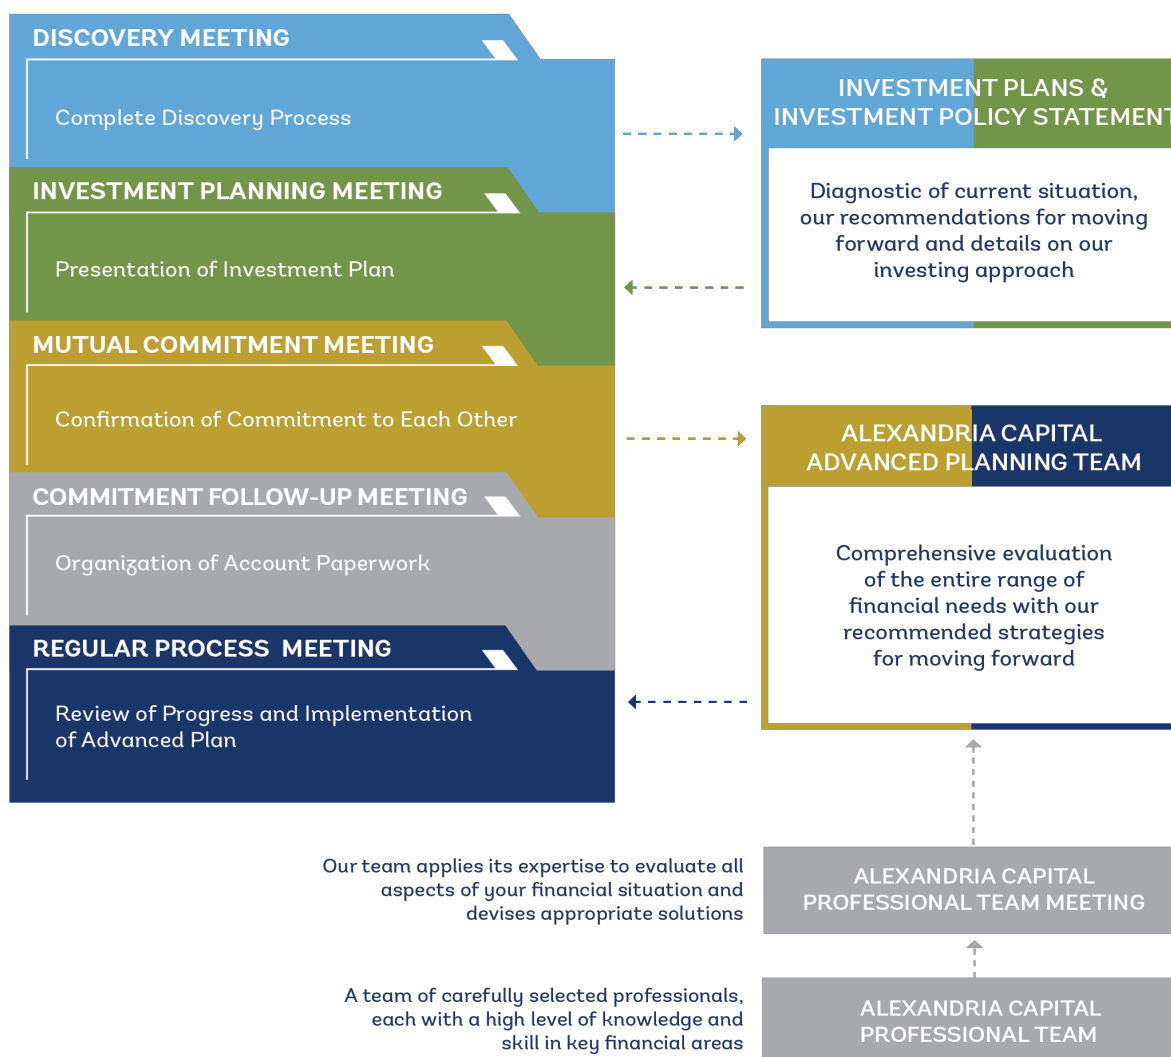 DISCOVERY MEETING
Complete Discovery Process
INVESTMENT PLANNING MEETING
Presentation of Investment Plan
MUTUAL COMMITMENT MEETING
Confirmation of Commitment to Each Other
COMMITMENT FOLLOW-UP MEETING
Organization of Account Paperwork
REGULAR PROCESS MEETING
Review of Progress and Implementation
of Advanced Plan
INVESTMENT PLANS &
INVESTMENT POLICY STATEMENT
Diagnostic of current situation,
our recommendations for moving
forward and details on our
investing approach
ALEXANDRIA CAPITAL
ADVANCED PLANNING TEAM
Comprehensive evaluation
of the entire range of
financial needs with our
recommended strategies
for moving forward
Our team applies its expertise to evaluate all
aspects of your financial situation and
devises appropriate solutions
ALEXANDRIA CAPITAL
PROFESSIONAL TEAM MEETING
A team of carefully selected professionals,
each with a high level of knowledge and
skill in key financial areas
ALEXANDRIA CAPITAL
PROFESSIONAL TEAM